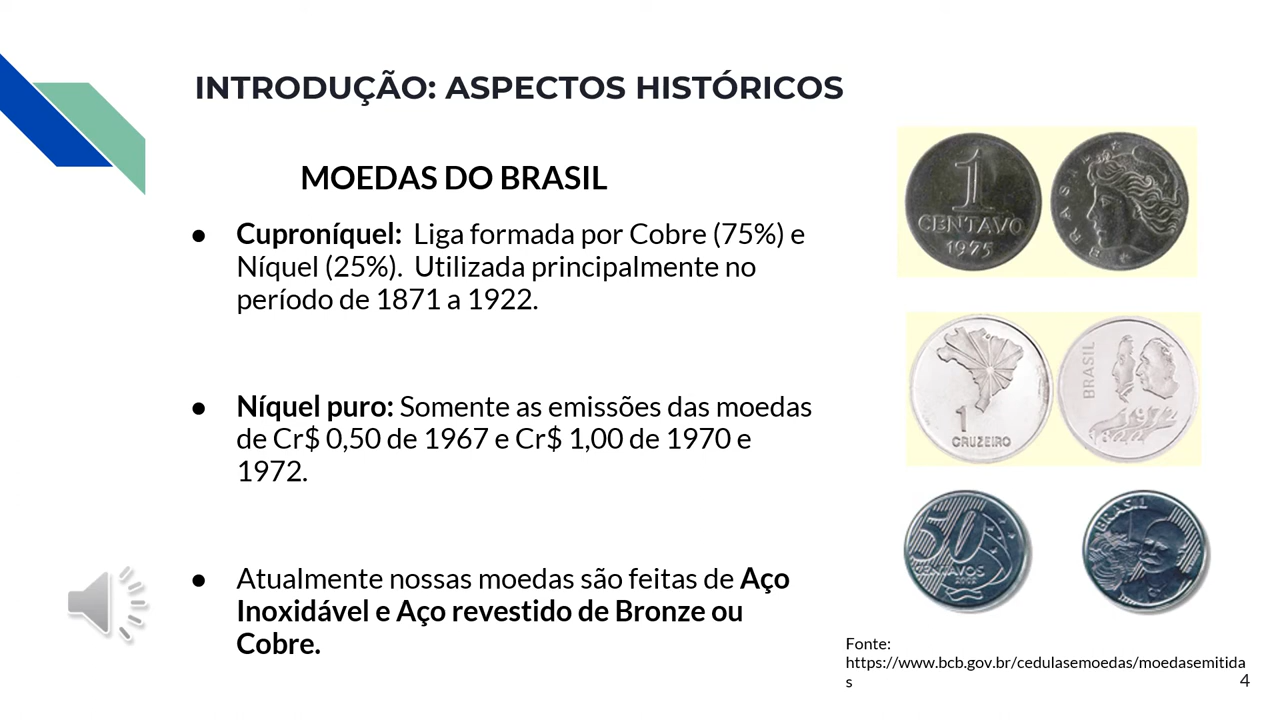 INTRODUÇÃO: ASPECTOS HISTÓRICOS
MOEDAS DO BRASIL
● Cuproníquel: Liga formada por Cobre (75%) e
Níquel (25%). Utilizada principalmente no
período de 1871 a 1922.
● Níquel puro: Somente as emissões das moedas
de Cr$ 0,50 de 1967 e Cr$ 1,00 de 1970 e
1972.
● Atualmente nossas moedas são feitas de Aço
Inoxidável e Aço revestido de Bronze ou
Cobre.
1
CENTAVO
1975
BRASIL
1
CRUZEIRO
BRASIL
1972
1822
50
CENTAVOS
2002
BRASIL
Fonte:
https://www.bcb.gov.br/cedulasemoedas/moedasemitida
s
4